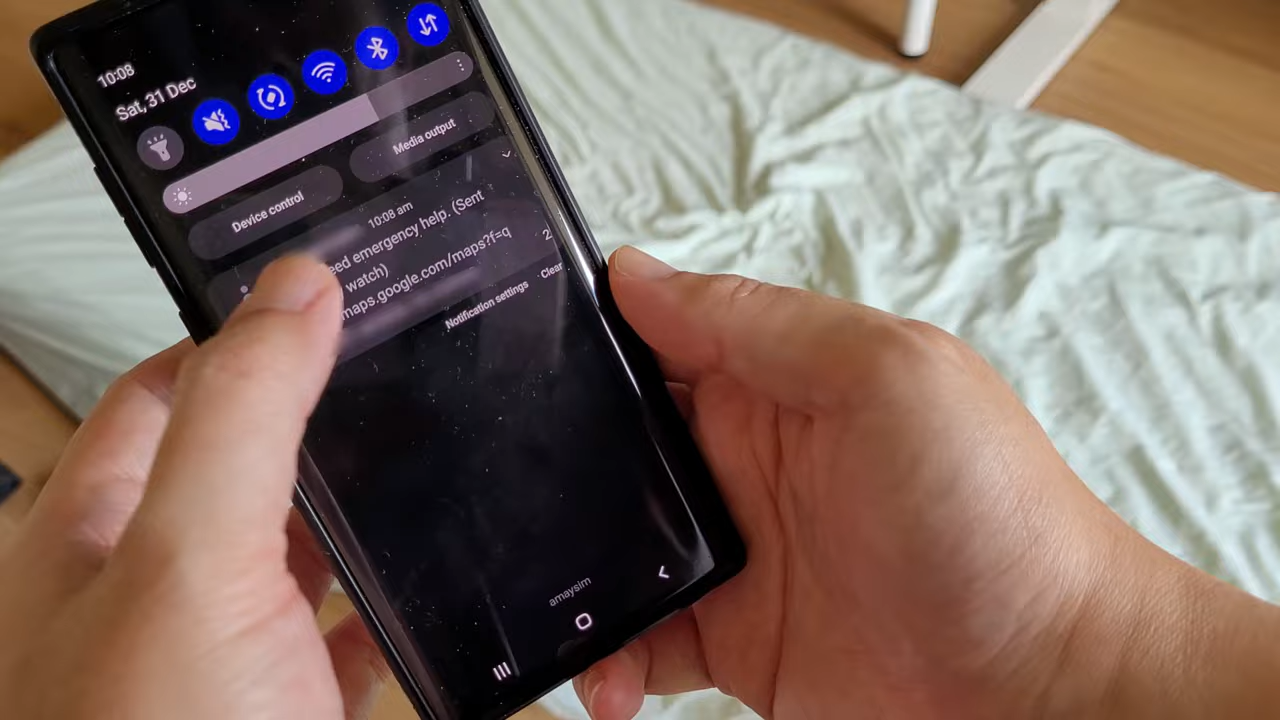 10:08
Sat, 31 Dec
Media output
Device control
10:08 am
emergency help. (Sent
watch)
maps.google.com/maps?f=q
2
Notification settings Clear
amaysim